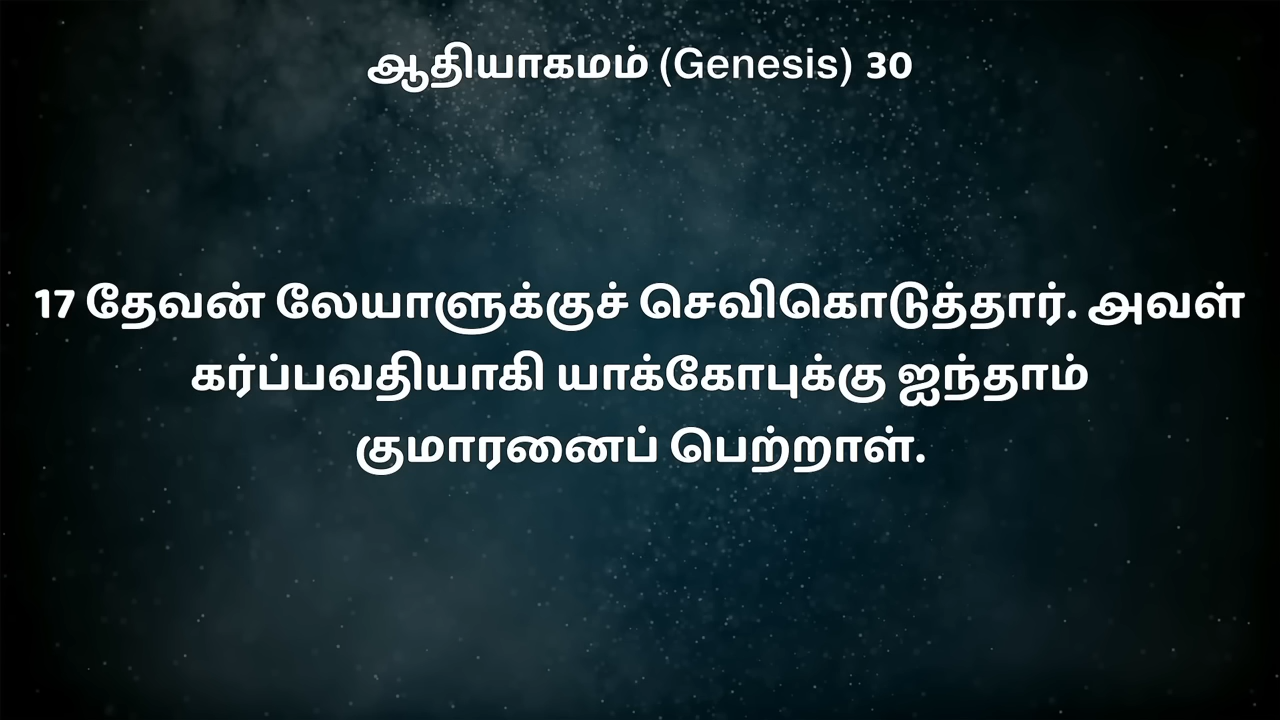 ஆதியாகமம் (Genesis) 30
17 தேவன் லேயாளுக்குச் செவிகொடுத்தார். அவள்
கர்ப்பவதியாகி யாக்கோபுக்கு ஐந்தாம்
குமாரனைப் பெற்றாள்.